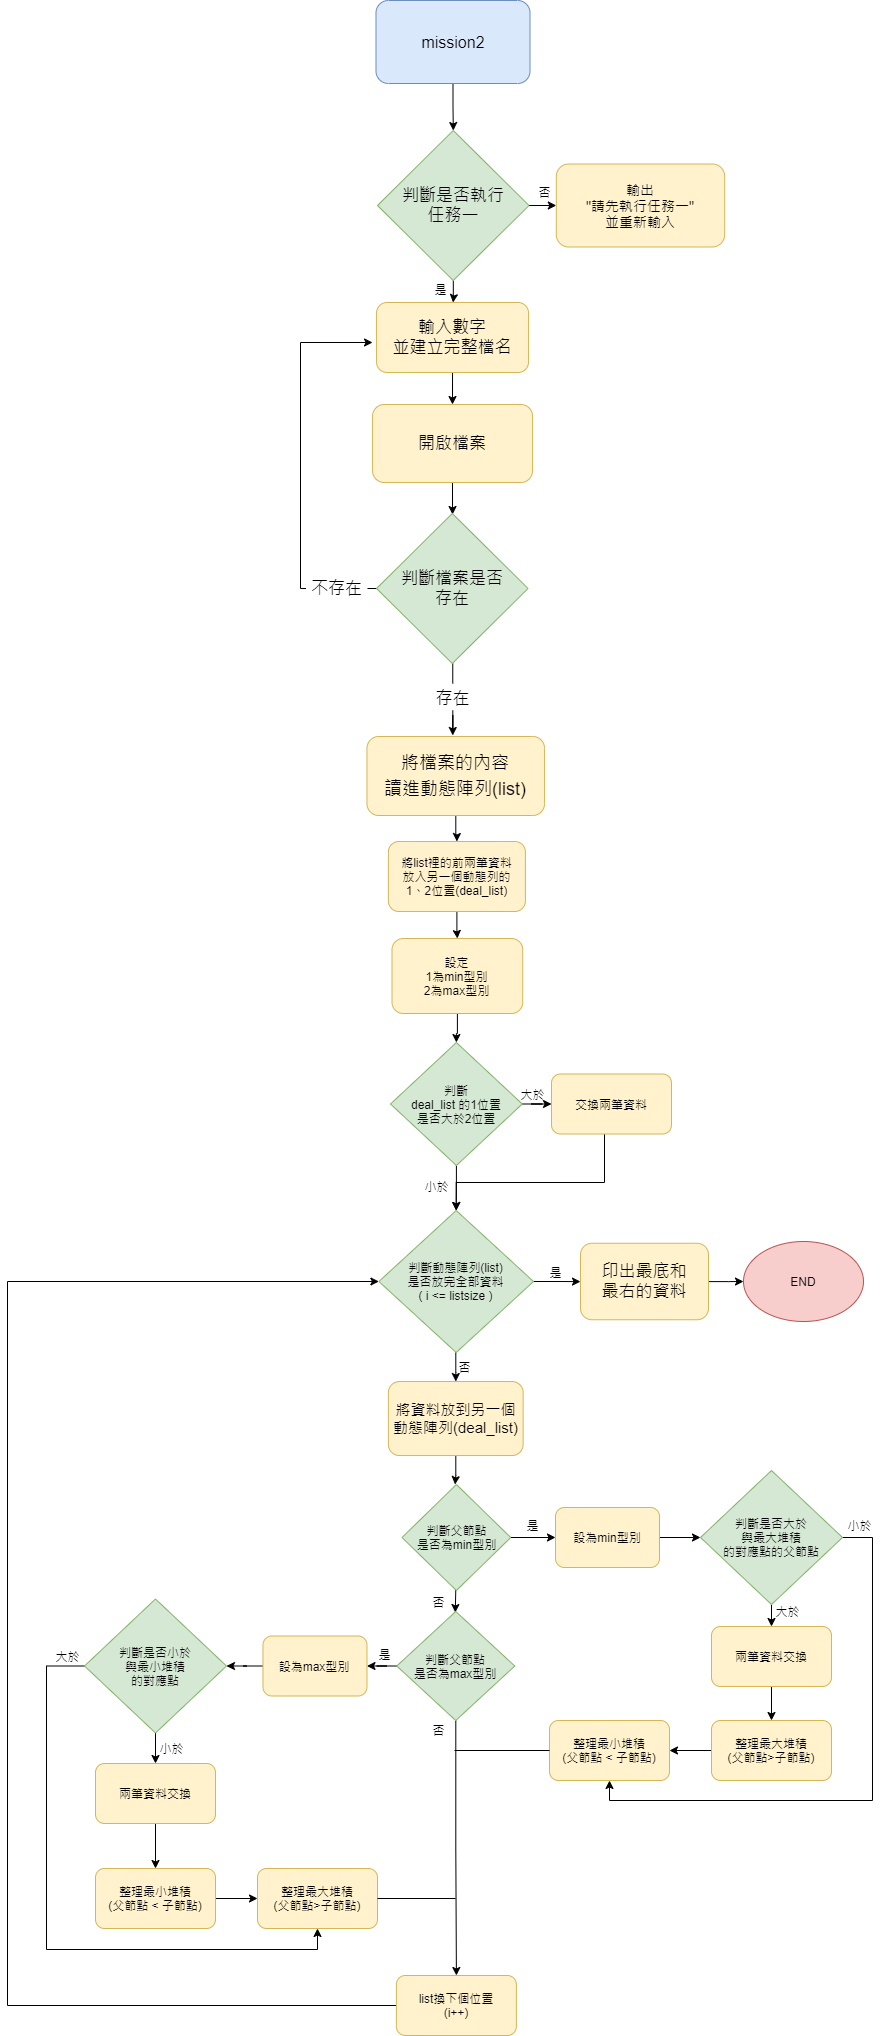 mission2
判斷是否執行
任務一
否
輸出
"請先執行任務一"
並重新輸入
是
輸入數字
並建立完整檔名
開啟檔案
判斷檔案是否
存在
不存在
存在
將檔案的內容
讀進動態陣列(list)
將list裡的前兩筆資料
放入另一個動態列的
1、2位置(deal_list)
設定
1為min型別
2為max型別
判斷
deal_list 的1位置
是否大於2位置
大於
交換兩筆資料
小於
判斷動態陣列(list)
是否放完全部資料
( i <= listsize )
是
印出最底和
最右的資料
END
否
將資料放到另一個
動態陣列(deal_list)
判斷父節點
是否為min型別
是
設為min型別
判斷是否大於
與最大堆積
的對應點的父節點
小於
否
大於
判斷父節點
是否為max型別
是
設為max型別
判斷是否小於
與最小堆積
的對應點
大於
兩筆資料交換
否
小於
整理最小堆積
(父節點 < 子節點)
整理最大堆積
(父節點>子節點)
兩筆資料交換
整理最小堆積
(父節點 < 子節點)
整理最大堆積
(父節點>子節點)
list換下個位置
(i++)